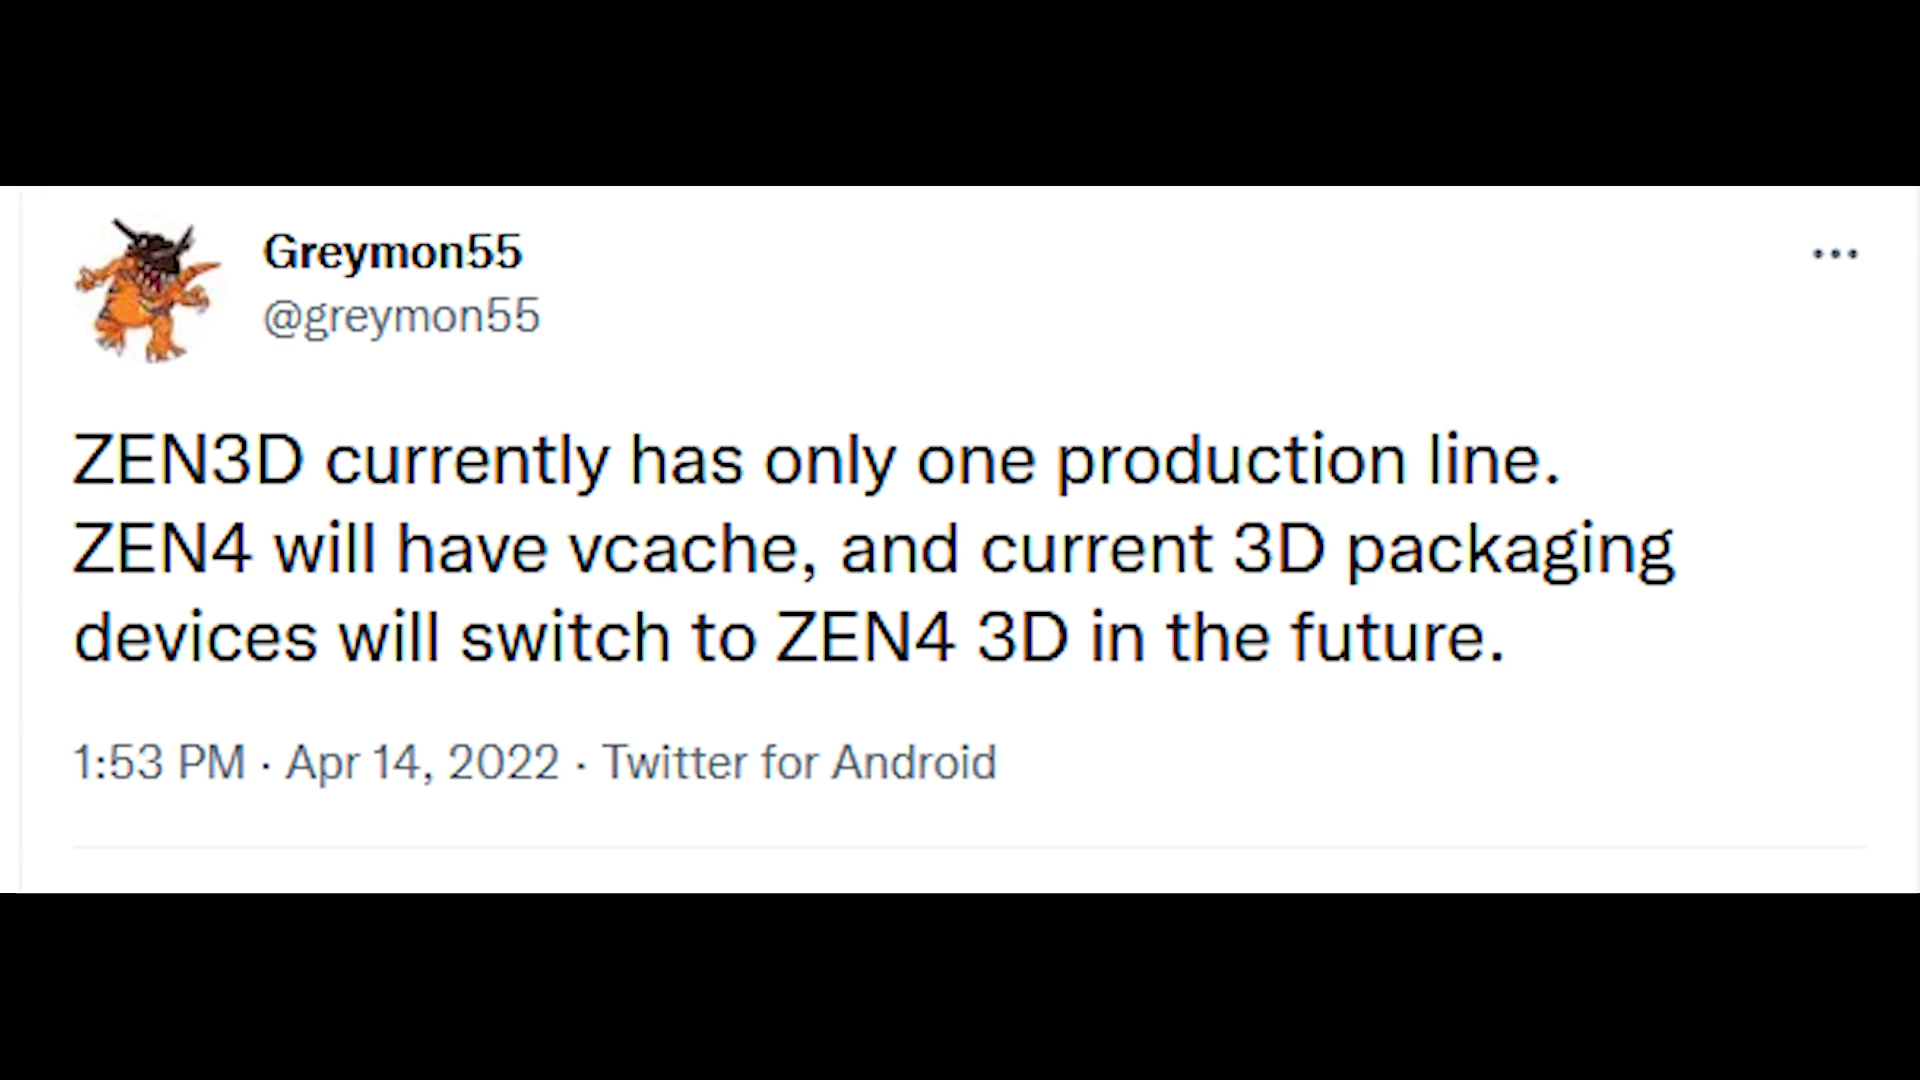 Greymon55
@greymon55
ZEN3D currently has only one production line.
ZEN4 will have vcache, and current 3D packaging
devices will switch to ZEN4 3D in the future.
1:53 PM · Apr 14, 2022 · Twitter for Android